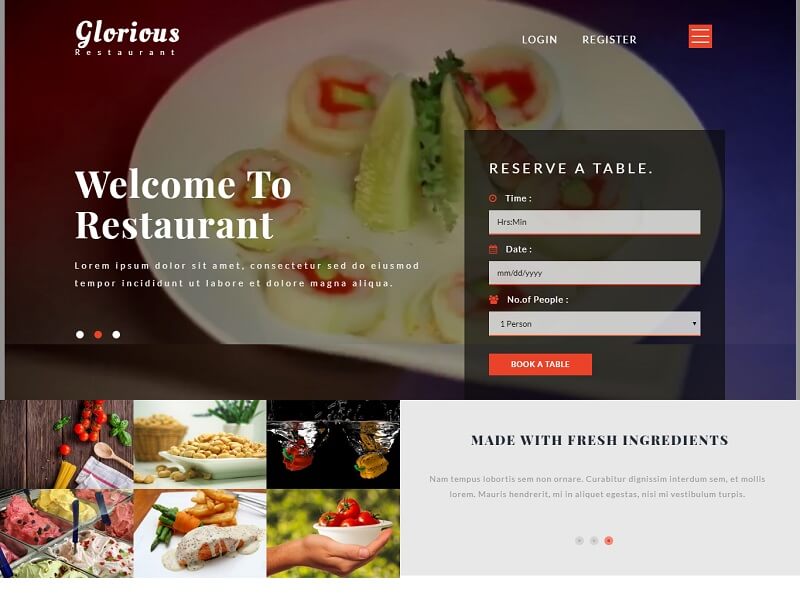 Glorious
Restaurant
LOGIN
REGISTER
Welcome To
Restaurant
Lorem ipsum dolor sit amet, consectetur sed do eiusmod
tempor incididunt ut labore et dolore magna aliqua.
RESERVE A TABLE.
Time :
Hrs:Min
Date :
mm/dd/yyyy
No.of People :
1 Person
BOOK A TABLE
MADE WITH FRESH INGREDIENTS
Nam tempus lobortis sem non ornare. Curabitur dignissim interdum sem, et mollis
lorem. Mauris hendrerit, mi in aliquet egestas, nisi mi vestibulum turpis.